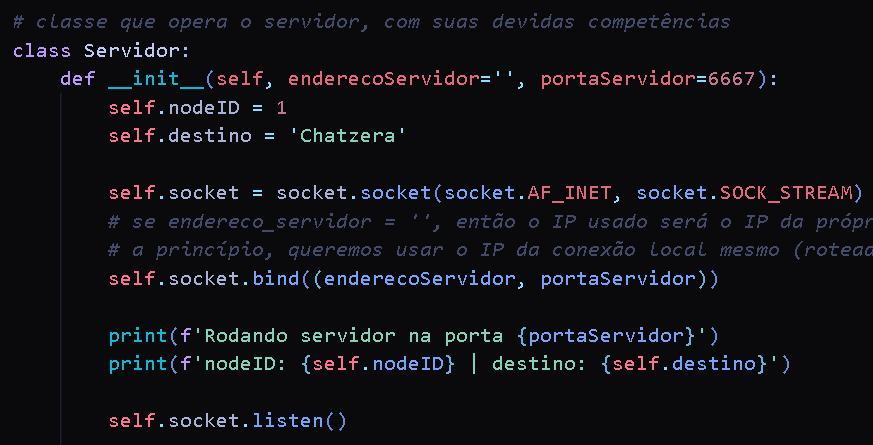 # classe que opera o servidor, com suas devidas competências
class Servidor:
def __init__(self, enderecoServidor='', portaServidor=6667):
self.nodeID = 1
self.destino = 'Chatzera'
self.socket = socket.socket(socket.AF_INET, socket.SOCK_STREAM)
# se endereco_servidor = '', então o IP usado será o IP da própr
# a princípio, queremos usar o IP da conexão local mesmo (rotead
self.socket.bind((enderecoServidor, portaServidor))
print(f'Rodando servidor na porta {portaServidor}')
print(f'nodeID: {self.nodeID} | destino: {self.destino}')
self.socket.listen()